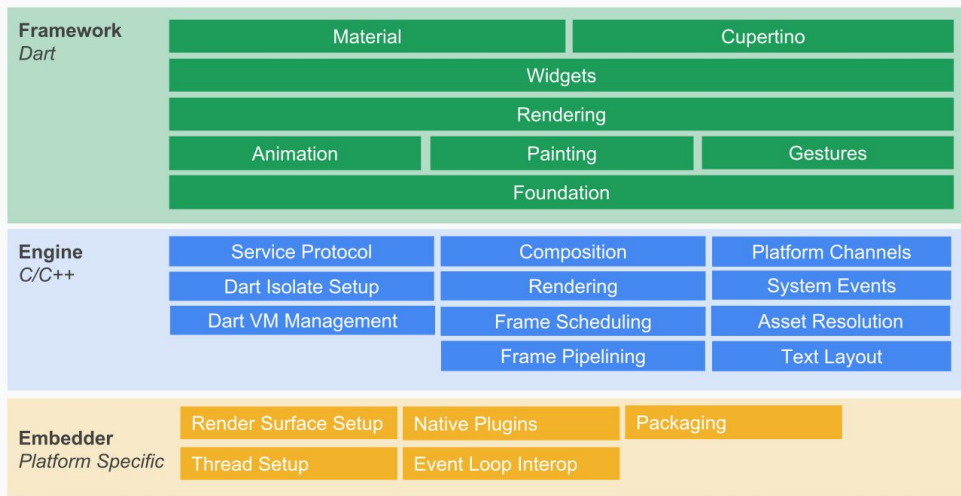 Framework
Dart
Material
Cupertino
Widgets
Rendering
Animation
Painting
Gestures
Foundation
Engine
C/C++
Service Protocol
Composition
Platform Channels
Dart Isolate Setup
Rendering
System Events
Dart VM Management
Frame Scheduling
Asset Resolution
Frame Pipelining
Text Layout
Embedder
Platform Specific
Render Surface Setup
Native Plugins
Packaging
Thread Setup
Event Loop Interop